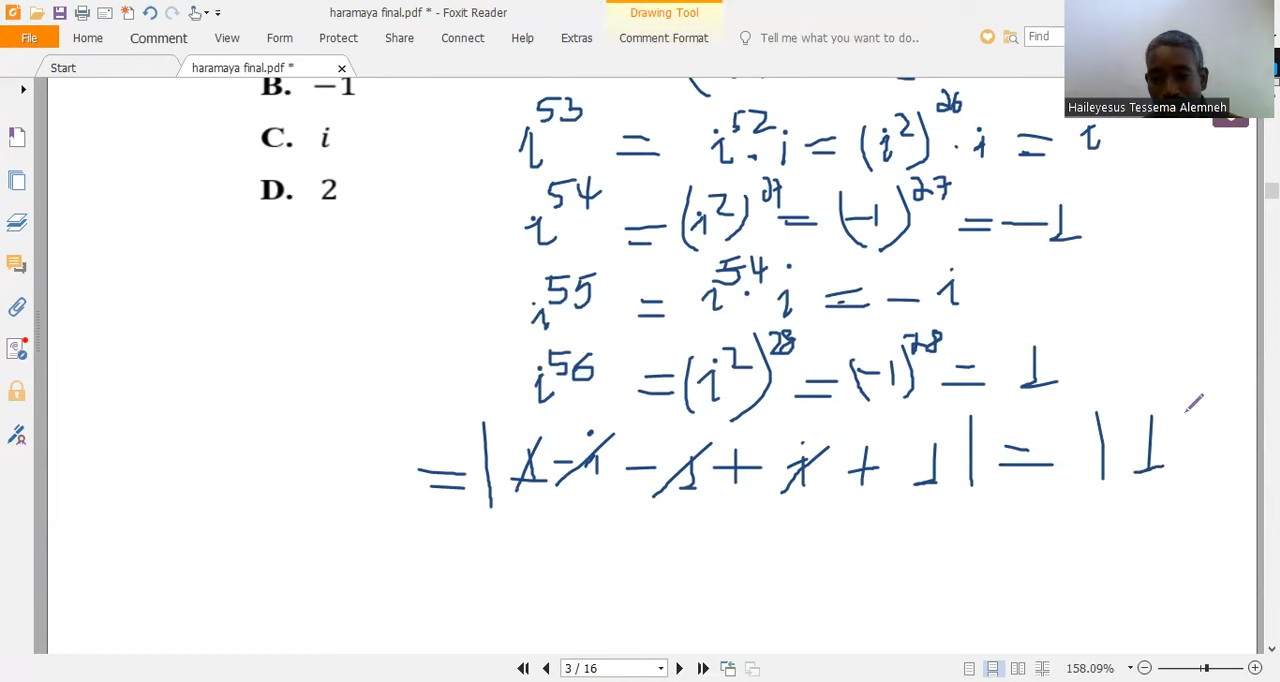 haramaya final.pdf * - Foxit Reader
Drawing Tool
File Home Comment View Form Protect Share Connect Help Extras Comment Format Tell me what you want to do.. Find
Start haramaya final.pdf *
Haileyesus Tessema Alemneh
B. −1
C. i
D. 2
i^53 = i^52 · i = (i^2)^26 · i = i
i^54 = (i^2)^27 = (−1)^27 = −1
i^55 = i^54 · i = − i
i^56 = (i^2)^28 = (−1)^28 = 1
= | 1 − i − 1 + i + 1 | = | 1
3 / 16
158.09%